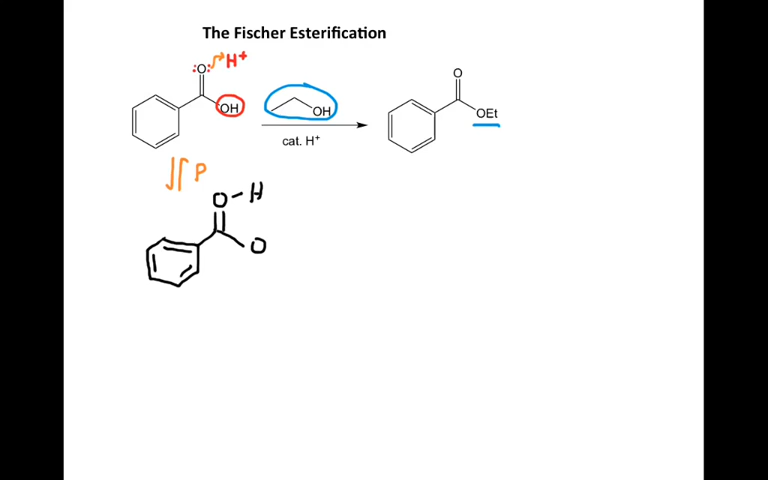 The Fischer Esterification
:O: H+
OH
OH
cat. H+
O
OEt
P
O-H
O